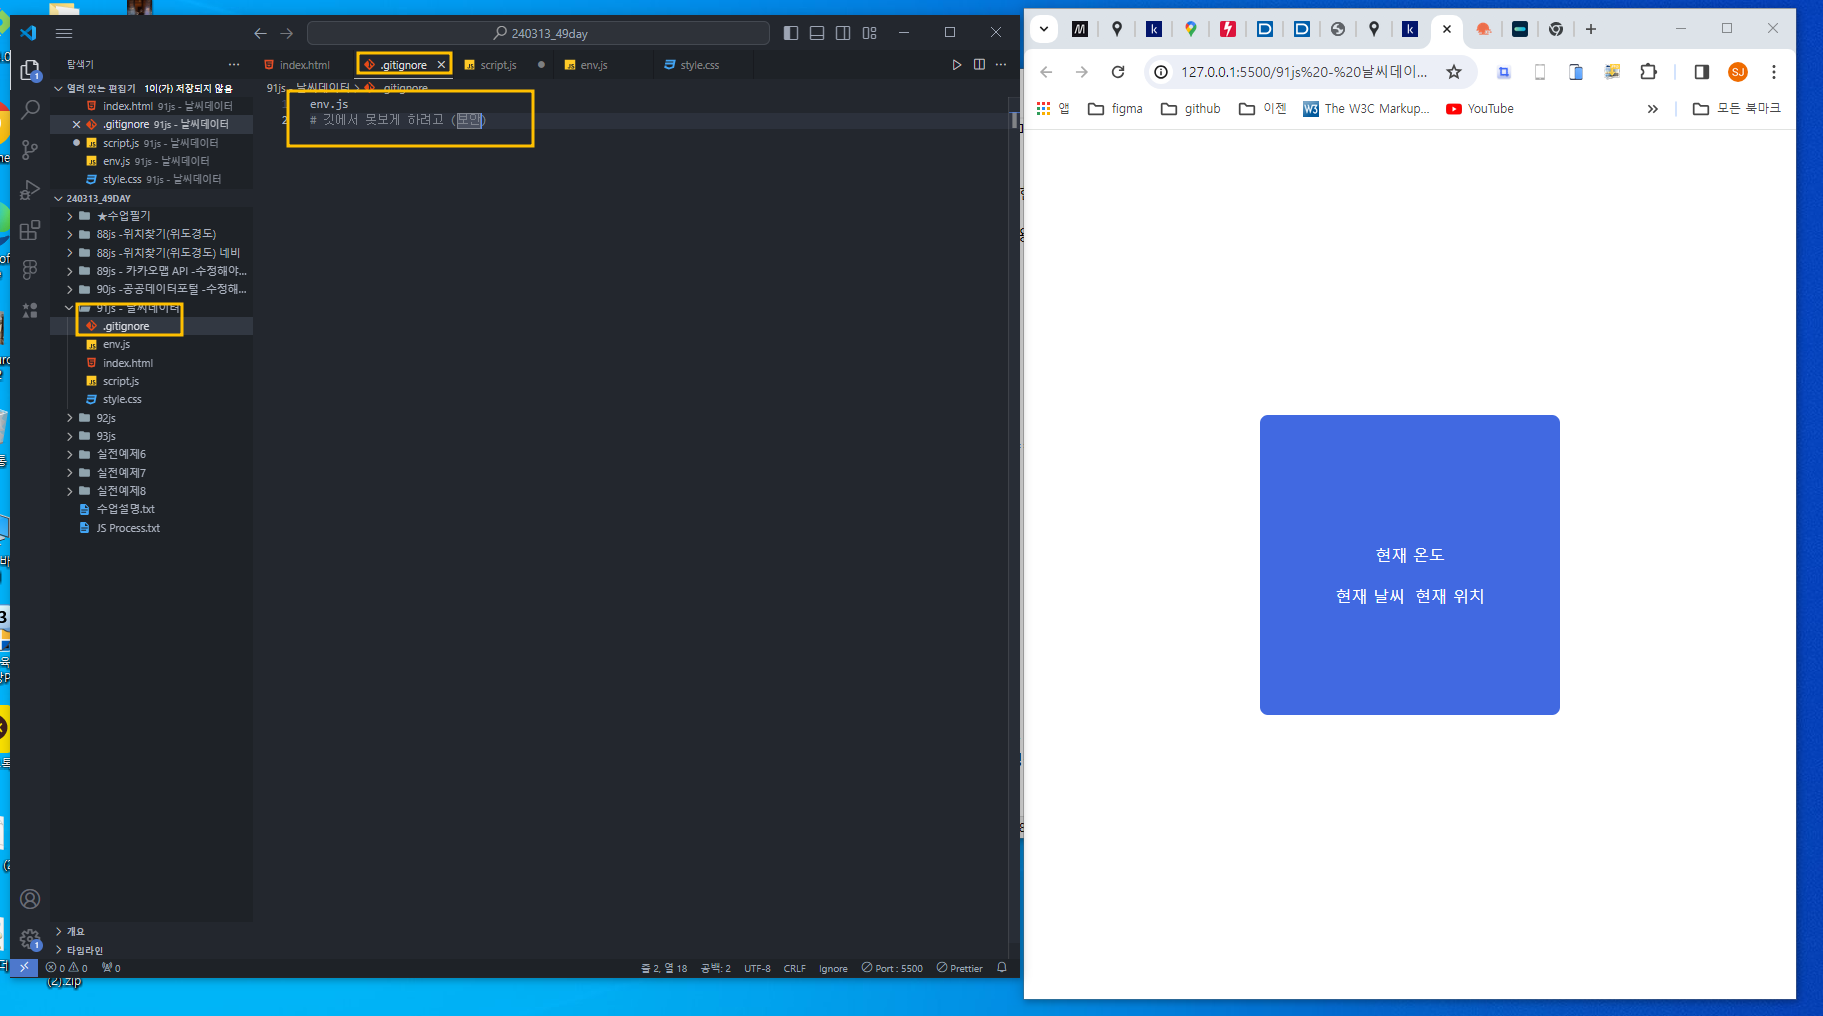 240313_49day
탐색기
index.html
.gitignore
script.js
env.js
style.css
열려 있는 편집기 1이(가) 저장되지 않음
index.html 91js - 날씨데이터
.gitignore 91js - 날씨데이터
script.js 91js - 날씨데이터
env.js 91js - 날씨데이터
style.css 91js - 날씨데이터
240313_49DAY
★수업필기
88js -위치찾기(위도경도)
88js -위치찾기(위도경도) 네비
89js - 카카오맵 API -수정해야...
90js -공공데이터포털 -수정해...
91js - 날씨데이터
.gitignore
env.js
index.html
script.js
style.css
92js
93js
실전예제6
실전예제7
실전예제8
수업설명.txt
JS Process.txt
개요
타임라인
91js - 날씨데이터 > .gitignore
env.js
2 # 깃에서 못보게 하려고 (보안)
0 0 0
줄 2, 열 18 공백: 2 UTF-8 CRLF Ignore Port : 5500 Prettier
(2).zip
127.0.0.1:5500/91js%20-%20날씨데이...
SJ
앱 figma github 이젠 The W3C Markup... YouTube » 모든 북마크
현재 온도
현재 날씨 현재 위치